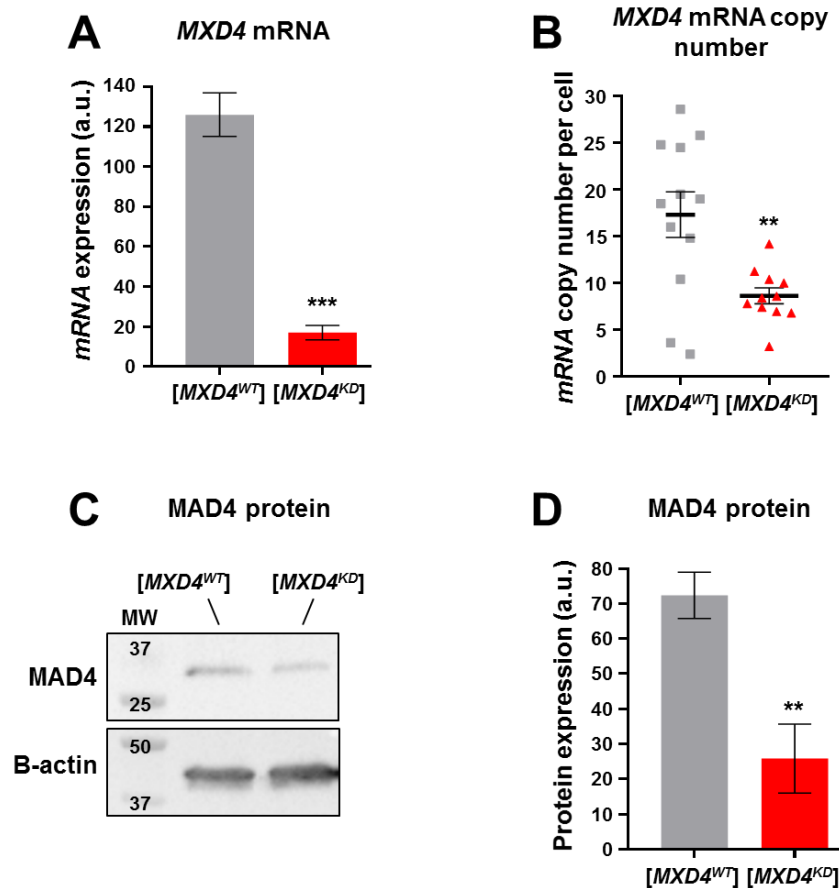 A
MXD4 mRNA
mRNA expression (a.u.)
140
120
100
80
60
40
20
0
***
[MXD4WT] [MXD4KD]
B
MXD4 mRNA copy
number
mRNA copy number per cell
30
25
20
15
10
5
0
**
[MXD4WT] [MXD4KD]
C
MAD4 protein
[MXD4WT] [MXD4KD]
MW
MAD4
37
25
B-actin
50
37
D
MAD4 protein
Protein expression (a.u.)
80
70
60
50
40
30
20
10
0
**
[MXD4WT] [MXD4KD]